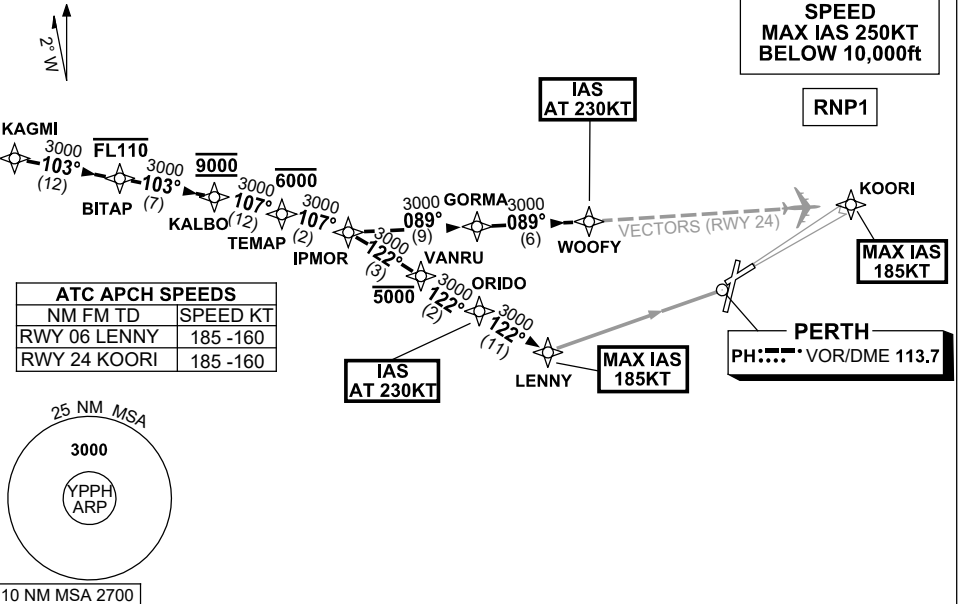 SPEED
MAX IAS 250KT
BELOW 10,000ft
2° W
IAS
AT 230KT
RNP1
KAGMI
3000
103°
(12)
FL110
BITAP
3000
103°
(7)
9000
KALBO
3000
107°
(12)
6000
TEMAP
3000
107°
(2)
IPMOR
3000
089°
(9)
GORMA
3000
089°
(6)
WOOFY
VECTORS (RWY 24)
KOORI
MAX IAS
185KT
3000
122°
(3)
VANRU
5000
3000
122°
(2)
ORIDO
3000
122°
(11)
LENNY
IAS
AT 230KT
MAX IAS
185KT
PERTH
PH VOR/DME 113.7
ATC APCH SPEEDS
NM FM TD SPEED KT
RWY 06 LENNY 185 -160
RWY 24 KOORI 185 -160
25 NM MSA
3000
YPPH
ARP
10 NM MSA 2700